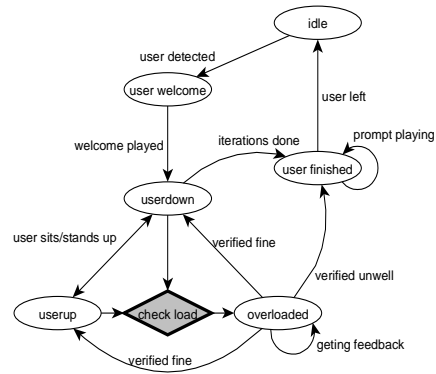 idle
user detected
user welcome
user left
welcome played
iterations done
prompt playing
user finished
userdown
user sits/stands up
verified fine
verified unwell
userup
check load
overloaded
geting feedback
verified fine